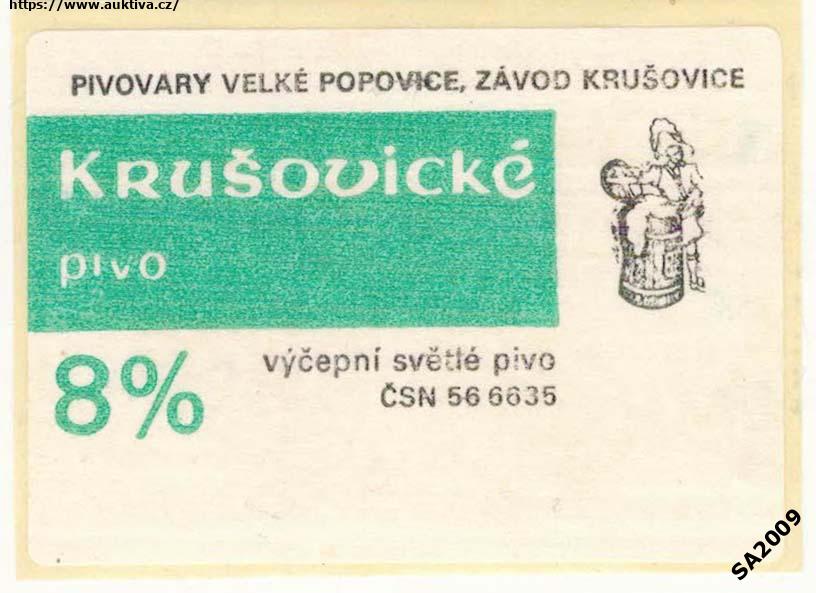 https://www.auktiva.cz/
PIVOVARY VELKÉ POPOVICE, ZÁVOD KRUŠOVICE
Krušovické
pivo
8%
výčepní světlé pivo
ČSN 56 6635
SA2009